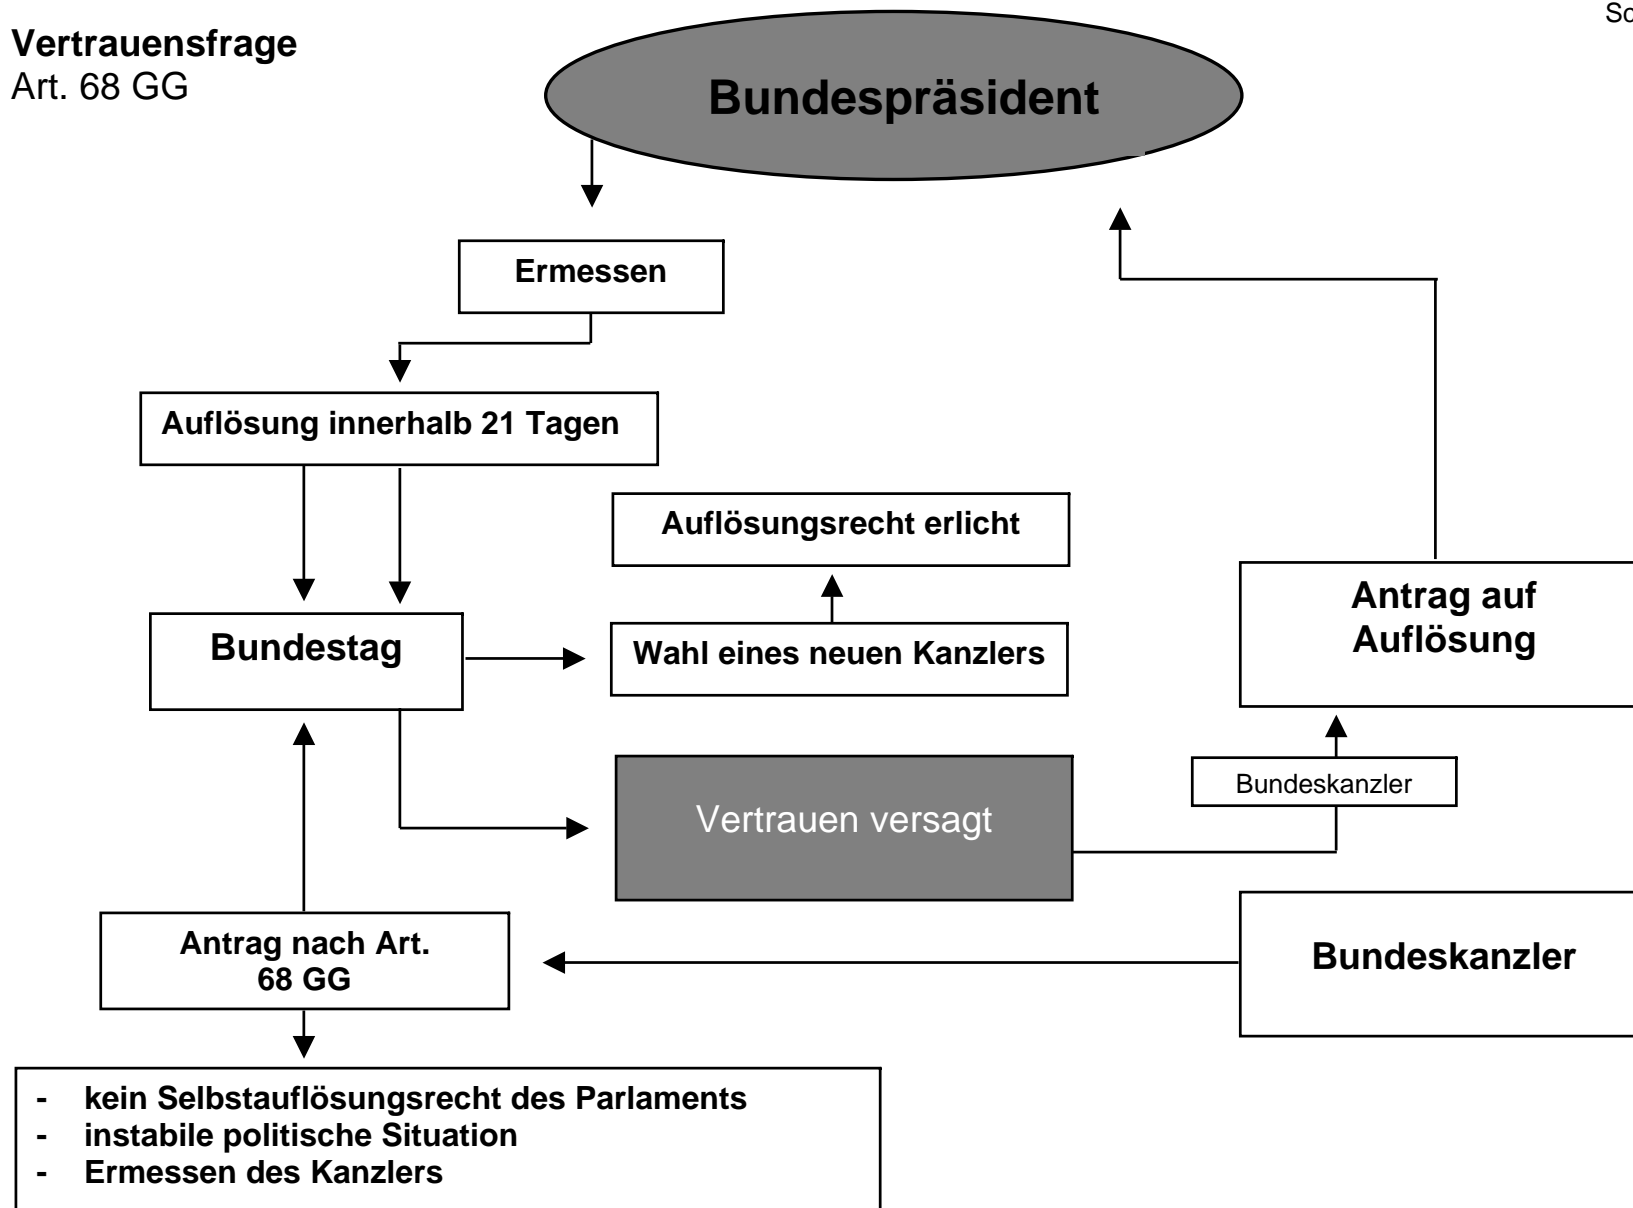 Vertrauensfrage
Art. 68 GG
Bundespräsident
Ermessen
Auflösung innerhalb 21 Tagen
Auflösungsrecht erlicht
Wahl eines neuen Kanzlers
Bundestag
Antrag auf
Auflösung
Bundeskanzler
Vertrauen versagt
Antrag nach Art.
68 GG
Bundeskanzler
- kein Selbstauflösungsrecht des Parlaments
- instabile politische Situation
- Ermessen des Kanzlers